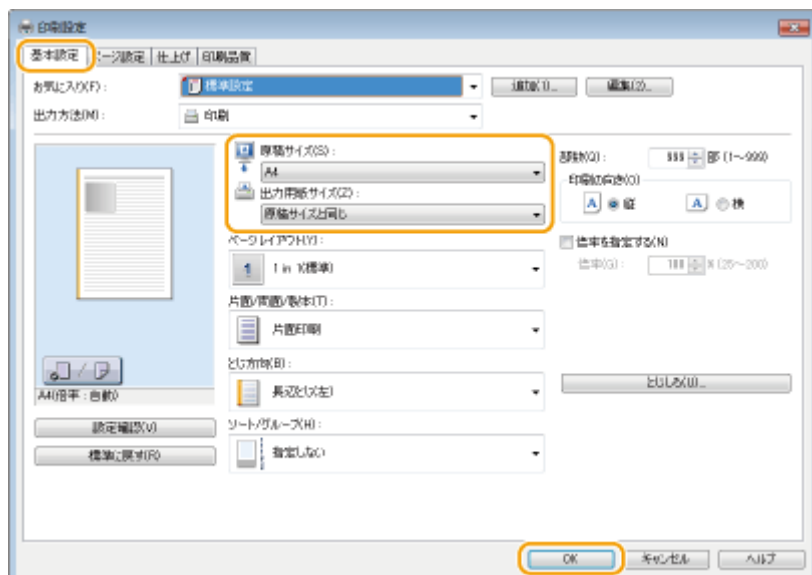 印刷設定
基本設定 ページ設定 仕上げ 印刷品質
お気に入り(F): 標準設定 追加(1)... 編集(2)...
出力方法(M): 印刷
原稿サイズ(S):
A4
出力用紙サイズ(Z):
原稿サイズと同じ
部数(Q): 部 (1~999)
印刷の向き(O)
A 縦 A 横
ページレイアウト(Y):
1 1 in 1(標準)
倍率を指定する(N)
倍率(G): % (25~200)
片面/両面/製本(T):
片面印刷
とじ方向(B):
長辺とじ(左)
とじしろ(U)...
A4(倍率:自動)
設定確認(V)
ソート/グループ(H):
指定しない
標準に戻す(R)
OK キャンセル ヘルプ